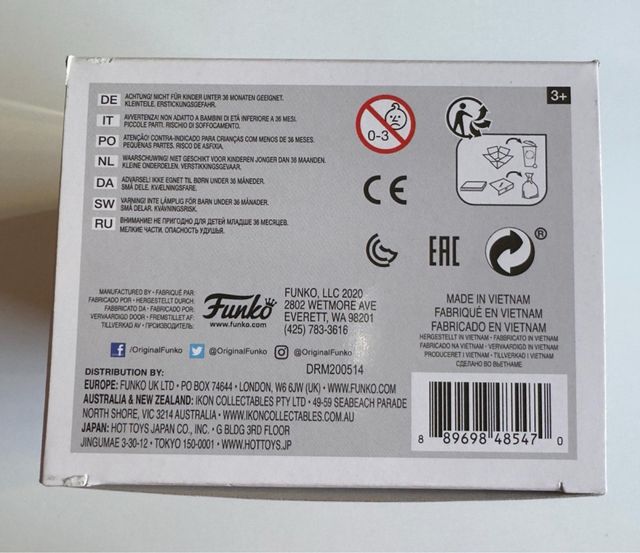 3+
DE ACHTUNG! NICHT FÜR KINDER UNTER 36 MONATEN GEEIGNET.
KLEINTEILE, ERSTICKUNGSGEFAHR.
IT AVVERTENZA! NON ADATTO A BAMBINI DI ETÀ INFERIORE A 36 MESI.
PICCOLE PARTI. RISCHIO DI SOFFOCAMENTO.
PO ATENÇÃO! CONTRA-INDICADO PARA CRIANÇAS COM MENOS DE 36 MESES.
PEQUENAS PARTES. RISCO DE ASFIXIA.
NL WAARSCHUWING! NIET GESCHIKT VOOR KINDEREN JONGER DAN 36 MAANDEN.
KLEINE ONDERDELEN. VERSTIKKINGSGEVAAR.
DA ADVARSEL! IKKE EGNET TIL BØRN UNDER 36 MÅNEDER.
SMÅ DELE. KVÆLNINGSFARE.
SW VARNING! INTE LÄMPLIG FÖR BARN UNDER 36 MÅNADER.
SMÅ DELAR. KVÄVNINGSRISK.
RU ВНИМАНИЕ! НЕ ПРИГОДНО ДЛЯ ДЕТЕЙ МЛАДШЕ 36 МЕСЯЦЕВ.
МЕЛКИЕ ЧАСТИ, ОПАСНОСТЬ УДУШЬЯ.
0-3
CE
EAC
®
MANUFACTURED BY • FABRIQUÉ PAR:
FABRICADO POR • HERGESTELLT DURCH:
FABBRICATO DA • FABRICADO POR:
VERVAARDIGD DOOR • FREMSTILLET AF:
TILLVERKAD AV • ПРОИЗВОДИТЕЛЬ:
Funko
www.funko.com
FUNKO, LLC 2020
2802 WETMORE AVE
EVERETT, WA 98201
(425) 783-3616
/OriginalFunko @OriginalFunko @OriginalFunko
DRM200514
MADE IN VIETNAM
FABRIQUÉ EN VIETNAM
FABRICADO EN VIETNAM
HERGESTELLT IN VIETNAM • FABBRICATO IN VIETNAM
FABRICADO NA VIETNAM • VERVAARDIGD IN VIETNAM
PRODUCERET I VIETNAM • TILLVERKAD I VIETNAM
СДЕЛАНО ВО ВЬЕТНАМЕ
DISTRIBUTION BY:
EUROPE: FUNKO UK LTD • PO BOX 74644 • LONDON, W6 6JW (UK) • WWW.FUNKO.COM
AUSTRALIA & NEW ZEALAND: IKON COLLECTABLES PTY LTD • 49-59 SEABEACH PARADE
NORTH SHORE, VIC 3214 AUSTRALIA • WWW.IKONCOLLECTABLES.COM.AU
JAPAN: HOT TOYS JAPAN CO., INC. • G BLDG 3RD FLOOR
JINGUMAE 3-30-12 • TOKYO 150-0001 • WWW.HOTTOYS.JP
8 89698 48547 0